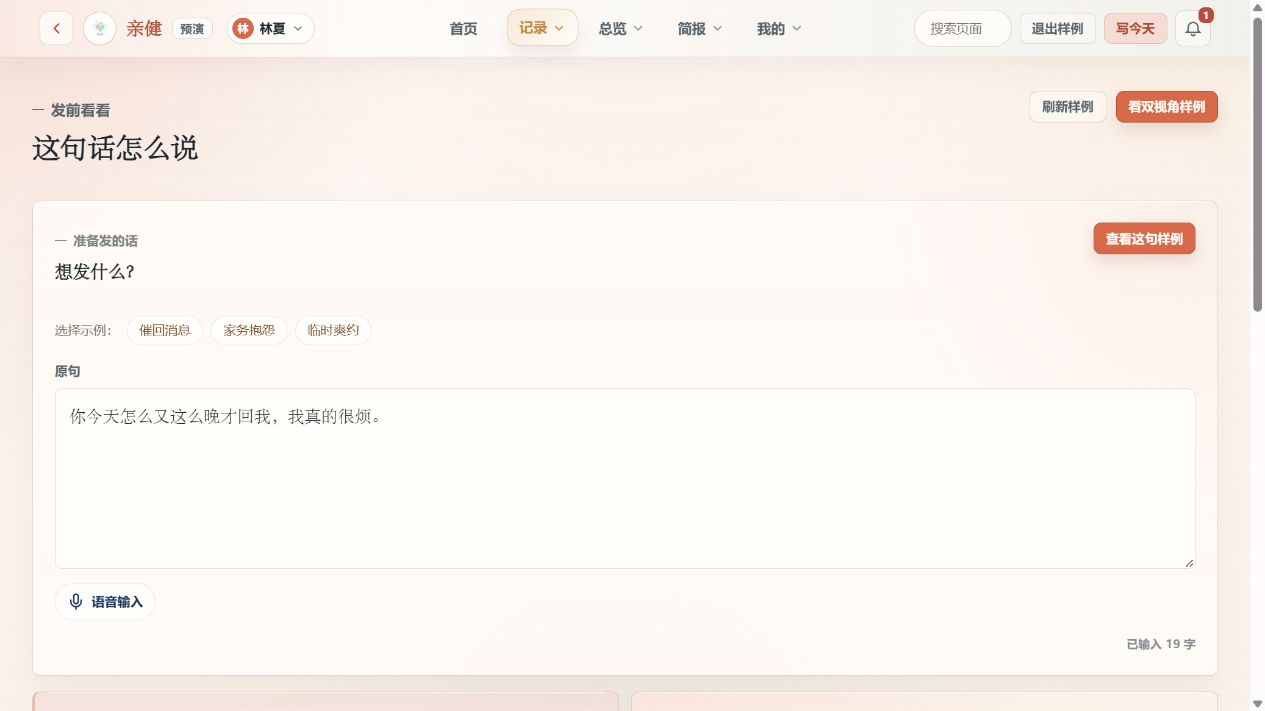 亲健 预演 林 林夏 首页 记录 总览 简报 我的 搜索页面 退出样例 写今天 1
一 发前看看
刷新样例 看双视角样例
这句话怎么说
一 准备发的话
查看这句样例
想发什么?
选择示例: 催回消息 家务抱怨 临时爽约
原句
你今天怎么又这么晚才回我，我真的很烦。
语音输入
已输入 19 字